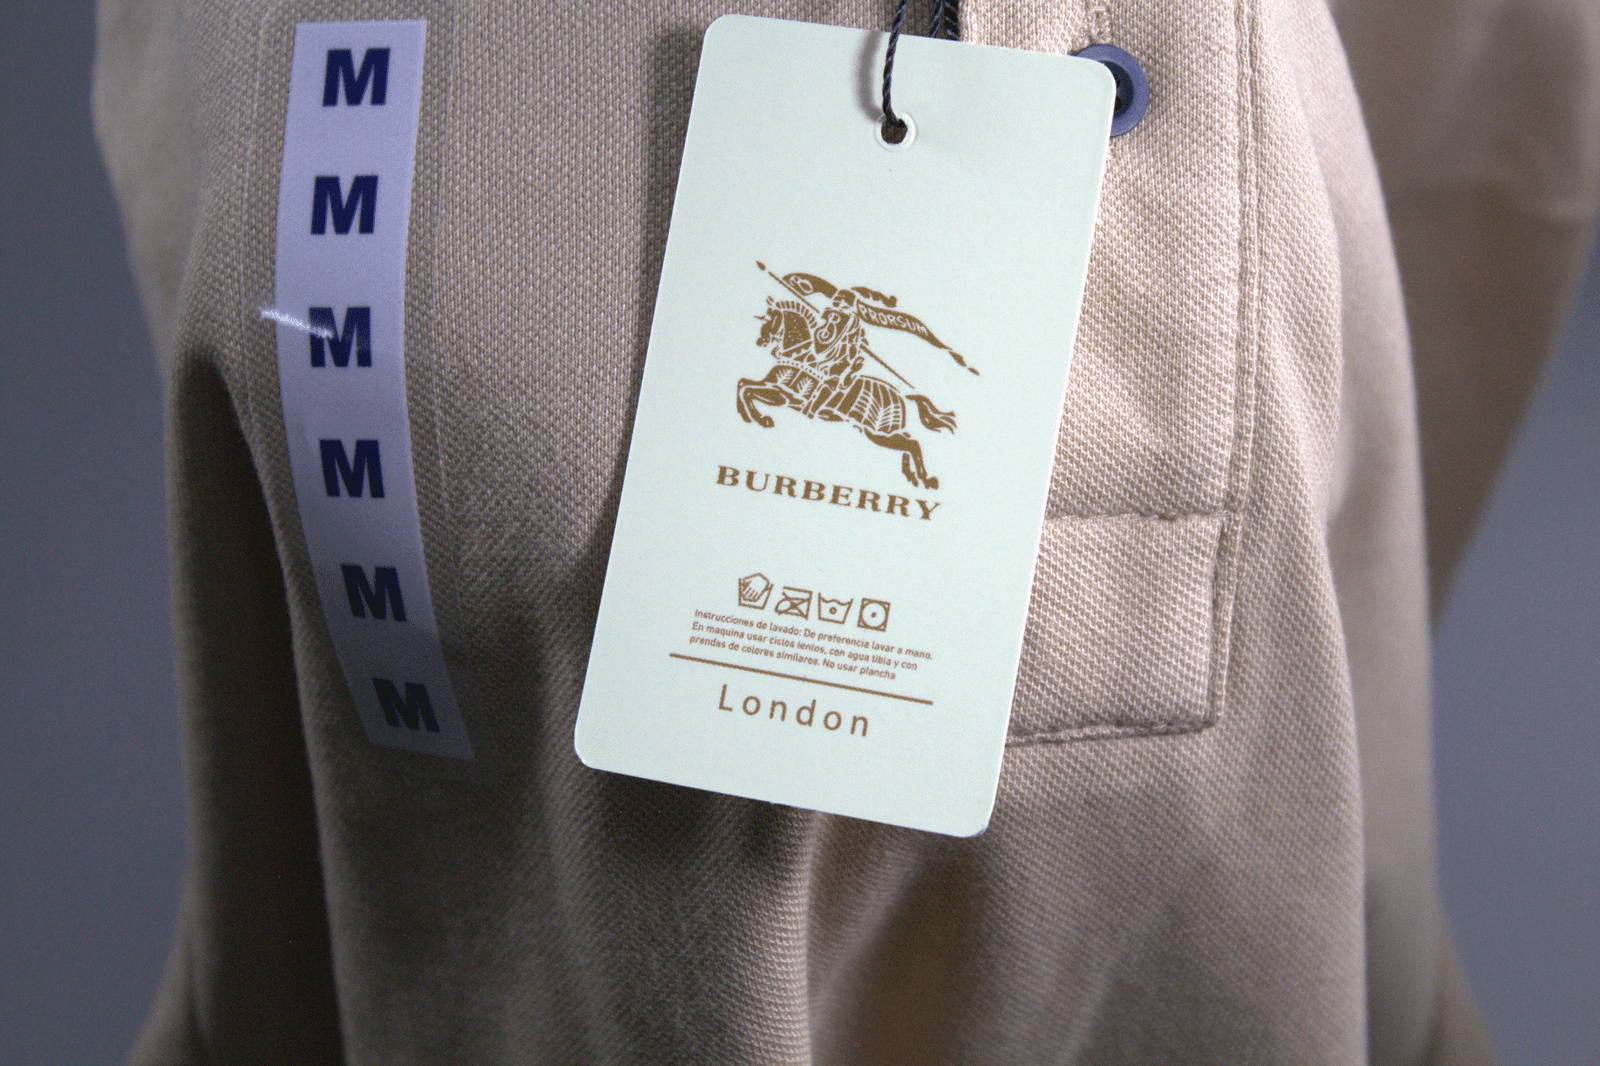 M
M
M
M
M
M
PRORSUM
BURBERRY
Instrucciones de lavado: De preferencia lavar a mano.
En maquina usar ciclos lentos, con agua tibia y con
prendas de colores similares. No usar plancha
London